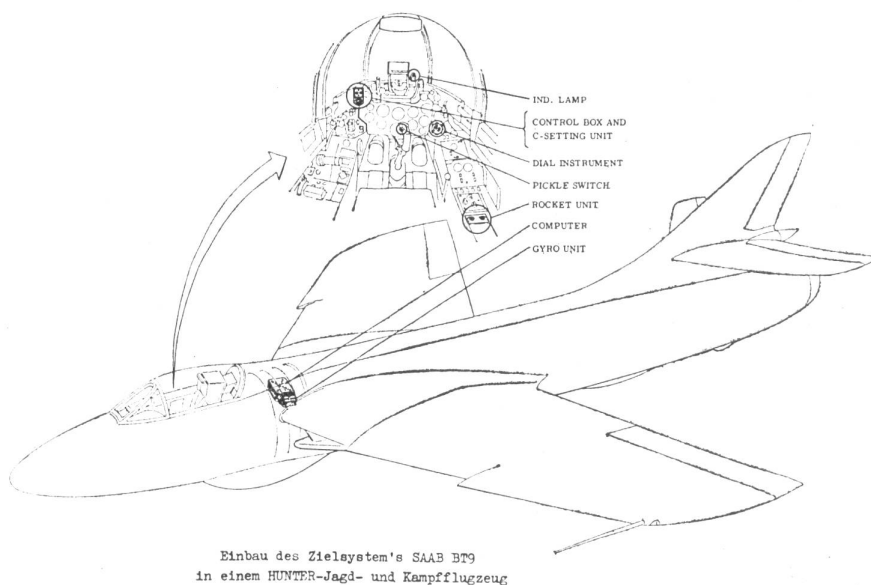 IND. LAMP
CONTROL BOX AND
C-SETTING UNIT
DIAL INSTRUMENT
PICKLE SWITCH
ROCKET UNIT
COMPUTER
GYRO UNIT
Einbau des Zielsystem's SAAB BT9
in einem HUNTER-Jagd- und Kampfflugzeug